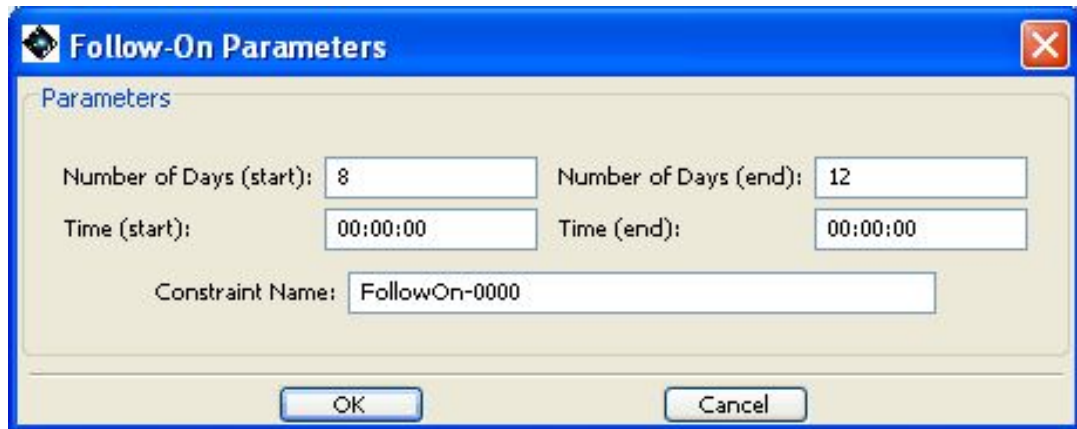 Follow-On Parameters
Parameters
Number of Days (start): 8 Number of Days (end): 12
Time (start): 00:00:00 Time (end): 00:00:00
Constraint Name: FollowOn-0000
OK Cancel